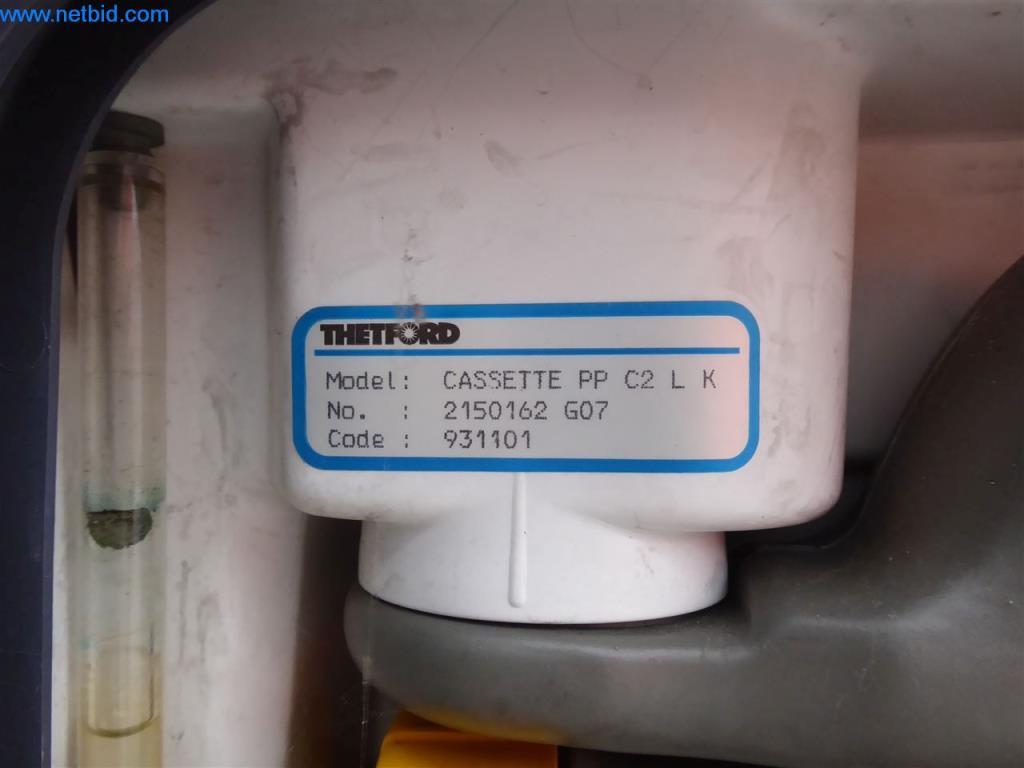 www.netbid.com
THETFORD
Model: CASSETTE PP C2 L K
No. : 2150162 G07
Code : 931101